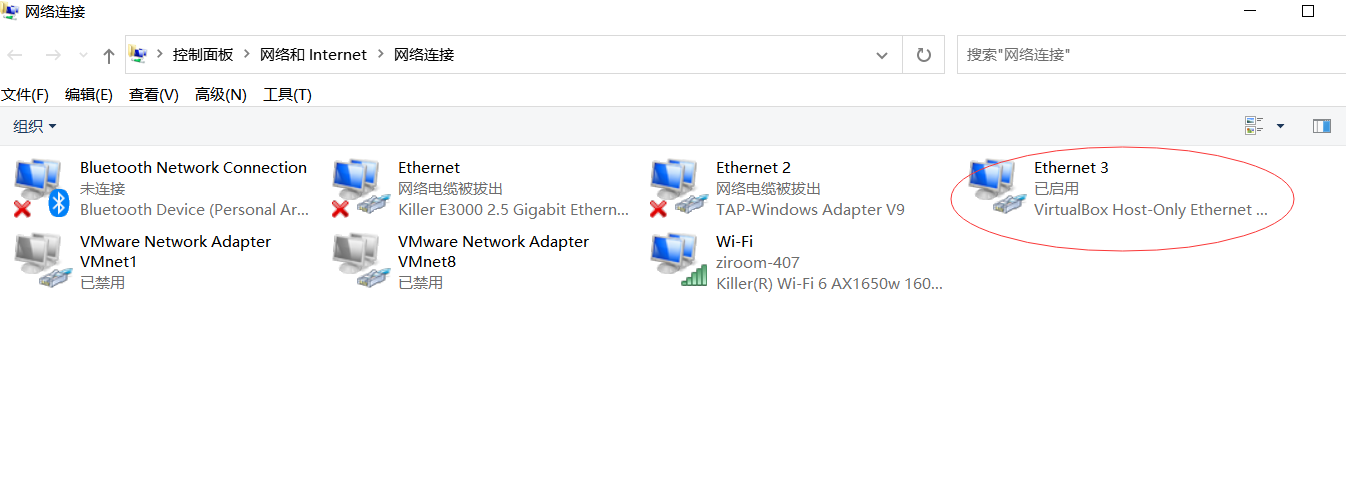 网络连接
控制面板 > 网络和 Internet > 网络连接
搜索"网络连接"
文件(F) 编辑(E) 查看(V) 高级(N) 工具(T)
组织
Bluetooth Network Connection
未连接
Bluetooth Device (Personal Ar...
Ethernet
网络电缆被拔出
Killer E3000 2.5 Gigabit Ethern...
Ethernet 2
网络电缆被拔出
TAP-Windows Adapter V9
Ethernet 3
已启用
VirtualBox Host-Only Ethernet ...
VMware Network Adapter
VMnet1
已禁用
VMware Network Adapter
VMnet8
已禁用
Wi-Fi
ziroom-407
Killer(R) Wi-Fi 6 AX1650w 160...